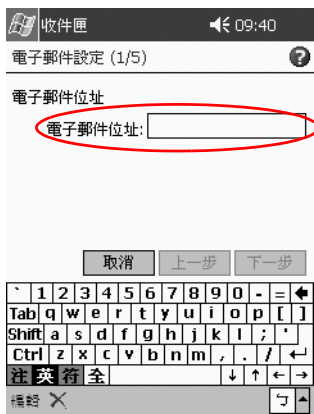 收件匣 09:40
電子郵件設定 (1/5)
電子郵件位址
電子郵件位址:
取消 上一步 下一步
` 1 2 3 4 5 6 7 8 9 0 - =
Tab q w e r t y u i o p [ ]
Shift a s d f g h j k l ; '
Ctrl z x c v b n m , . /
注 英 符 全 ↓ ↑ ← →
編輯 ㄅ